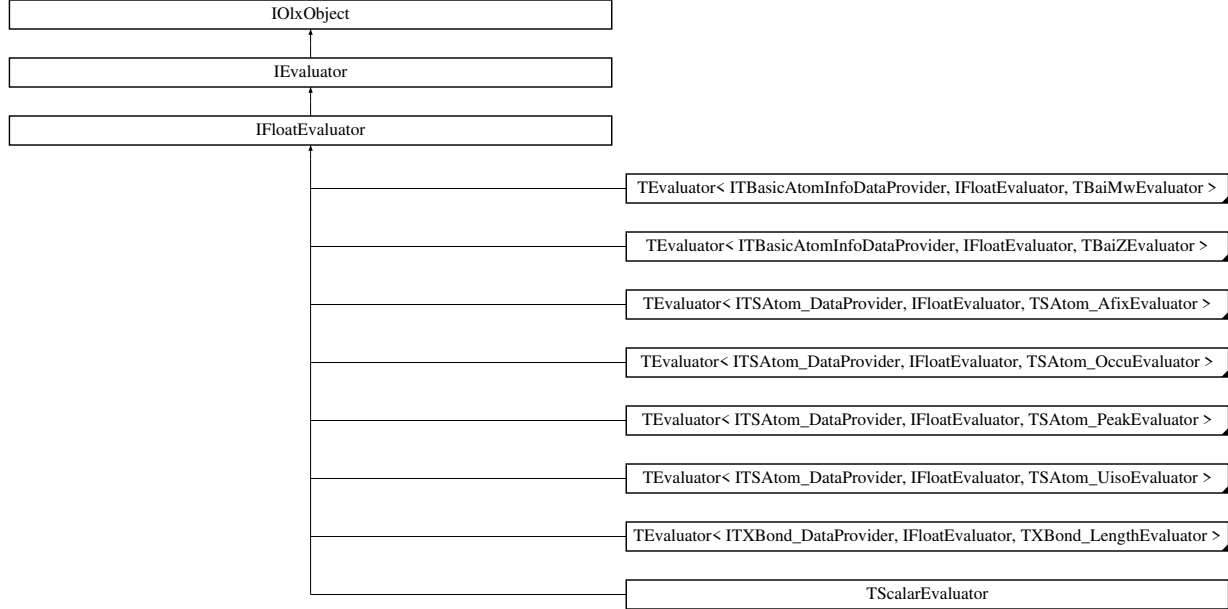 IOlxObject
IEvaluator
IFloatEvaluator
TEvaluator< ITBasicAtomInfoDataProvider, IFloatEvaluator, TBaiMwEvaluator >
TEvaluator< ITBasicAtomInfoDataProvider, IFloatEvaluator, TBaiZEvaluator >
TEvaluator< ITSAtom_DataProvider, IFloatEvaluator, TSAtom_AfixEvaluator >
TEvaluator< ITSAtom_DataProvider, IFloatEvaluator, TSAtom_OccuEvaluator >
TEvaluator< ITSAtom_DataProvider, IFloatEvaluator, TSAtom_PeakEvaluator >
TEvaluator< ITSAtom_DataProvider, IFloatEvaluator, TSAtom_UisoEvaluator >
TEvaluator< ITXBond_DataProvider, IFloatEvaluator, TXBond_LengthEvaluator >
TScalarEvaluator